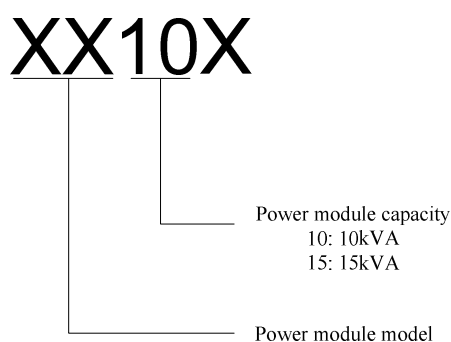 XX10X
Power module capacity
10: 10kVA
15: 15kVA
Power module model